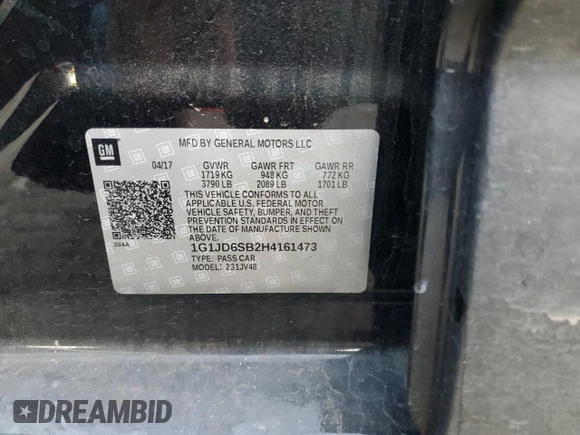 GM
MFD BY GENERAL MOTORS LLC
04/17 GVWR GAWR FRT GAWR RR
1719 KG 948 KG 772 KG
3790 LB 2089 LB 1701 LB
THIS VEHICLE CONFORMS TO ALL
APPLICABLE U.S. FEDERAL MOTOR
VEHICLE SAFETY, BUMPER, AND THEFT
PREVENTION STANDARDS IN EFFECT ON
DATE OF MANUFACTURE SHOWN ABOVE.
384A
1G1JD6SB2H4161473
TYPE: PASS CAR
MODEL: 231JV48
DREAMBID